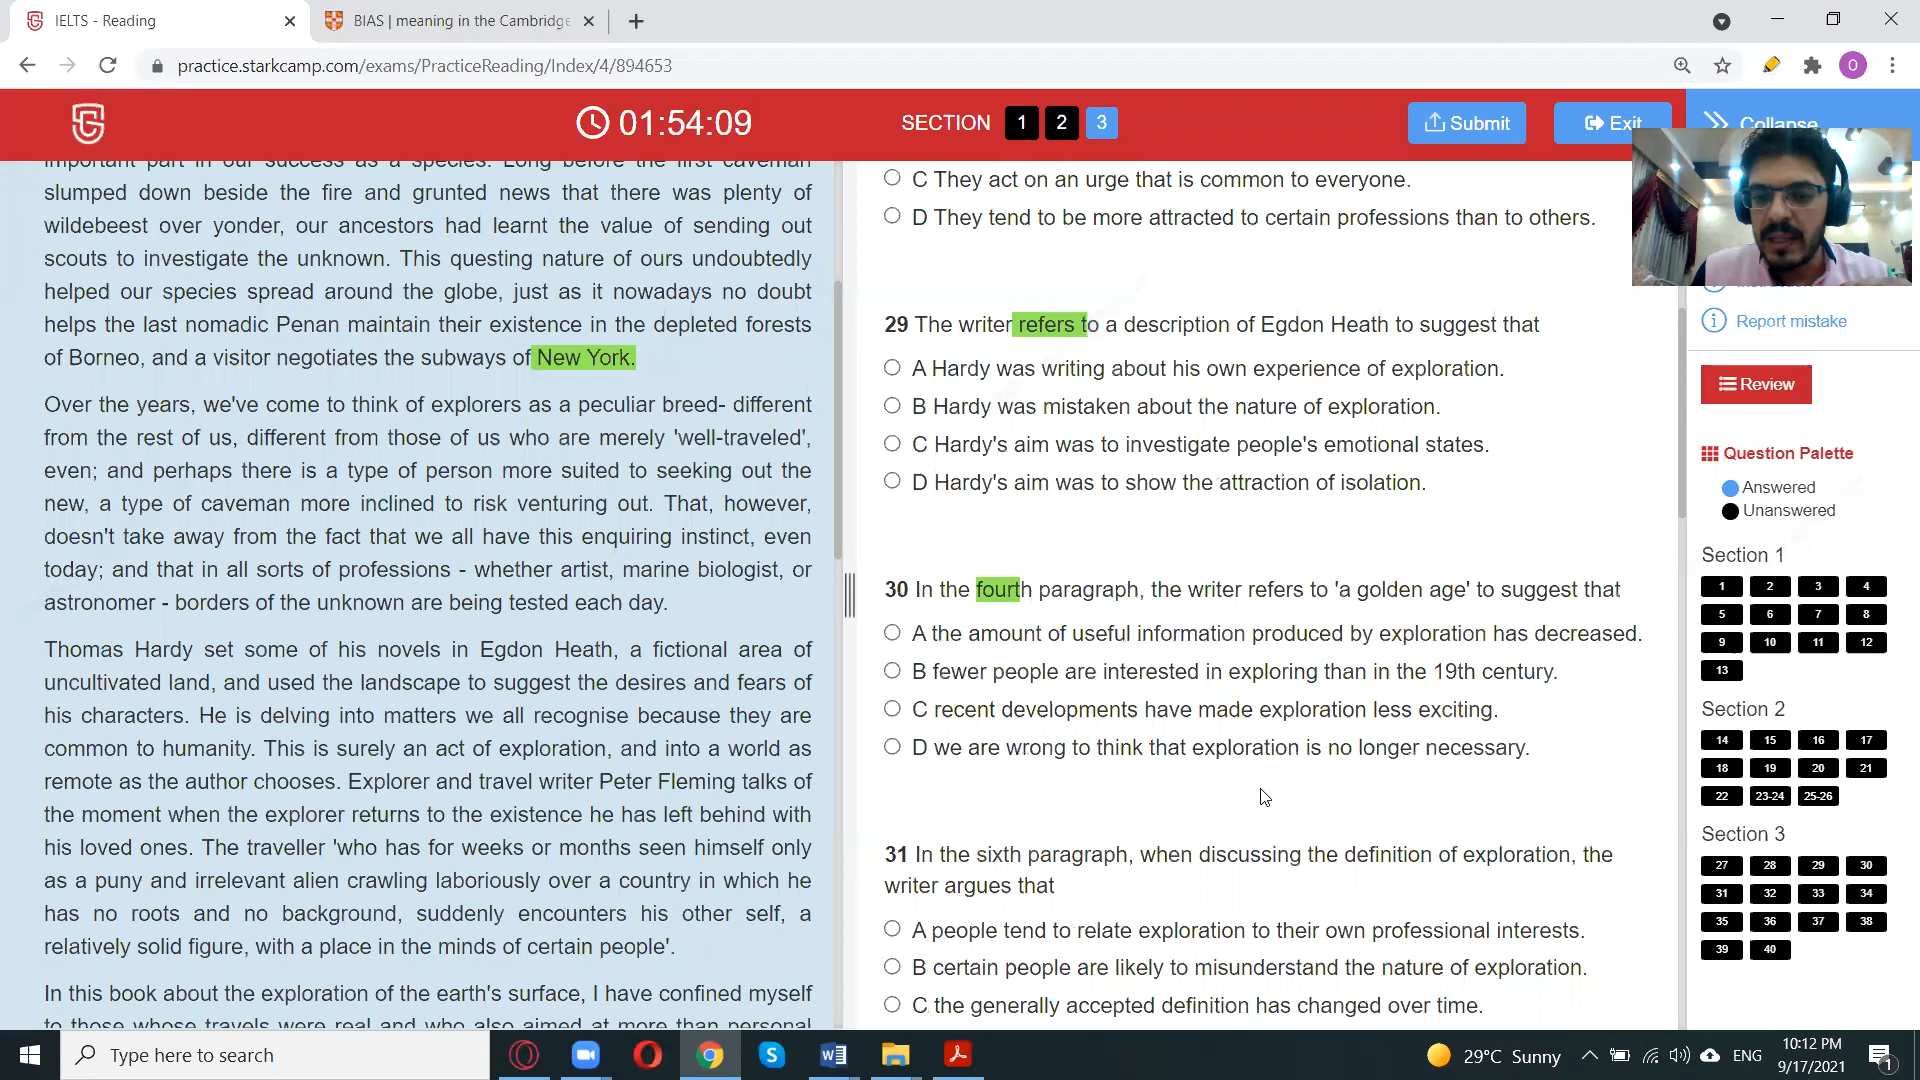 IELTS - Reading
BIAS | meaning in the Cambridge
practice.starkcamp.com/exams/PracticeReading/Index/4/894653
O
01:54:09
SECTION 1 2 3
Submit
Exit
Collapse
important part in our success as a species. Long before the first caveman
slumped down beside the fire and grunted news that there was plenty of
wildebeest over yonder, our ancestors had learnt the value of sending out
scouts to investigate the unknown. This questing nature of ours undoubtedly
helped our species spread around the globe, just as it nowadays no doubt
helps the last nomadic Penan maintain their existence in the depleted forests
of Borneo, and a visitor negotiates the subways of New York.
Over the years, we've come to think of explorers as a peculiar breed- different
from the rest of us, different from those of us who are merely 'well-traveled',
even; and perhaps there is a type of person more suited to seeking out the
new, a type of caveman more inclined to risk venturing out. That, however,
doesn't take away from the fact that we all have this enquiring instinct, even
today; and that in all sorts of professions - whether artist, marine biologist, or
astronomer - borders of the unknown are being tested each day.
Thomas Hardy set some of his novels in Egdon Heath, a fictional area of
uncultivated land, and used the landscape to suggest the desires and fears of
his characters. He is delving into matters we all recognise because they are
common to humanity. This is surely an act of exploration, and into a world as
remote as the author chooses. Explorer and travel writer Peter Fleming talks of
the moment when the explorer returns to the existence he has left behind with
his loved ones. The traveller 'who has for weeks or months seen himself only
as a puny and irrelevant alien crawling laboriously over a country in which he
has no roots and no background, suddenly encounters his other self, a
relatively solid figure, with a place in the minds of certain people'.
In this book about the exploration of the earth's surface, I have confined myself
to those whose travels were real and who also aimed at more than personal
C They act on an urge that is common to everyone.
D They tend to be more attracted to certain professions than to others.
29 The writer refers to a description of Egdon Heath to suggest that
A Hardy was writing about his own experience of exploration.
B Hardy was mistaken about the nature of exploration.
C Hardy's aim was to investigate people's emotional states.
D Hardy's aim was to show the attraction of isolation.
30 In the fourth paragraph, the writer refers to 'a golden age' to suggest that
A the amount of useful information produced by exploration has decreased.
B fewer people are interested in exploring than in the 19th century.
C recent developments have made exploration less exciting.
D we are wrong to think that exploration is no longer necessary.
31 In the sixth paragraph, when discussing the definition of exploration, the
writer argues that
A people tend to relate exploration to their own professional interests.
B certain people are likely to misunderstand the nature of exploration.
C the generally accepted definition has changed over time.
Report mistake
Review
Question Palette
Answered
Unanswered
Section 1
1 2 3 4
5 6 7 8
9 10 11 12
13
Section 2
14 15 16 17
18 19 20 21
22 23-24 25-26
Section 3
27 28 29 30
31 32 33 34
35 36 37 38
39 40
Type here to search
29°C Sunny
ENG
10:12 PM
9/17/2021
1